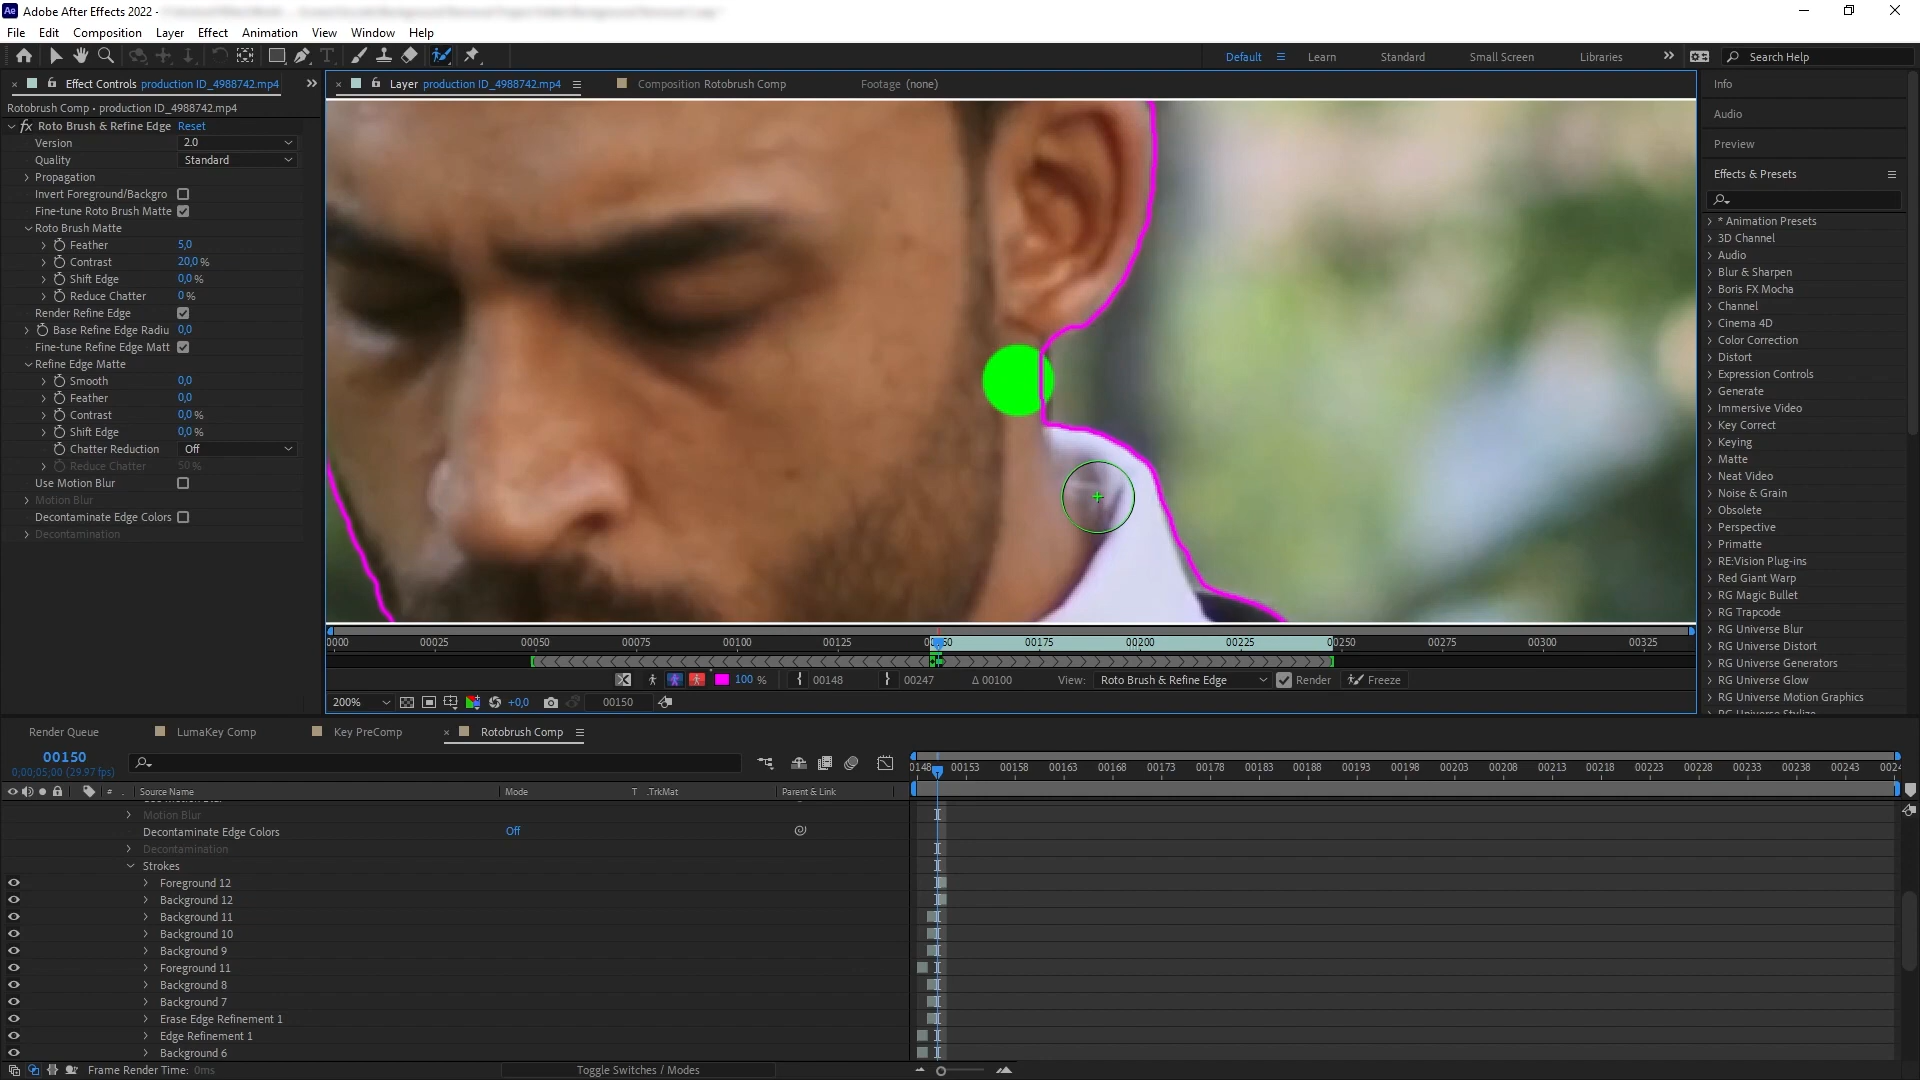 Ae Adobe After Effects 2022 -
File Edit Composition Layer Effect Animation View Window Help
T
Default Learn Standard Small Screen Libraries Search Help
Effect Controls production ID_4988742.mp4
Layer production ID_4988742.mp4
Composition Rotobrush Comp
Footage (none)
Rotobrush Comp • production ID_4988742.mp4
fx Roto Brush & Refine Edge Reset
Version 2.0
Quality Standard
Propagation
Invert Foreground/Backgro
Fine-tune Roto Brush Matte
Roto Brush Matte
Feather 5,0
Contrast 20,0 %
Shift Edge 0,0 %
Reduce Chatter 0 %
Render Refine Edge
Base Refine Edge Radiu 0,0
Fine-tune Refine Edge Matt
Refine Edge Matte
Smooth 0,0
Feather 0,0
Contrast 0,0 %
Shift Edge 0,0 %
Chatter Reduction Off
Reduce Chatter 50 %
Use Motion Blur
Motion Blur
Decontaminate Edge Colors
Decontamination
Info
Audio
Preview
Effects & Presets
* Animation Presets
3D Channel
Audio
Blur & Sharpen
Boris FX Mocha
Channel
Cinema 4D
Color Correction
Distort
Expression Controls
Generate
Immersive Video
Key Correct
Keying
Matte
Neat Video
Noise & Grain
Obsolete
Perspective
Primatte
RE:Vision Plug-ins
Red Giant Warp
RG Magic Bullet
RG Trapcode
RG Universe Blur
RG Universe Distort
RG Universe Generators
RG Universe Glow
RG Universe Motion Graphics
RG Universe Stylize
0000 00025 00050 00075 00100 00125 00175 00200 00225 00250 00275 00300 00325
100 % 00148 00247 Δ 00100 View: Roto Brush & Refine Edge Render Freeze
200% +0,0 00150
Render Queue LumaKey Comp Key PreComp Rotobrush Comp
00150
0;00;05;00 (29.97 fps)
0148 00153 00158 00163 00168 00173 00178 00183 00188 00193 00198 00203 00208 00213 00218 00223 00228 00233 00238 00243 0024
# Source Name Mode T .TrkMat Parent & Link
Use Motion Blur
Motion Blur
Decontaminate Edge Colors Off
Decontamination
Strokes
Foreground 12
Background 12
Background 11
Background 10
Background 9
Foreground 11
Background 8
Background 7
Erase Edge Refinement 1
Edge Refinement 1
Background 6
Frame Render Time: 0ms
Toggle Switches / Modes